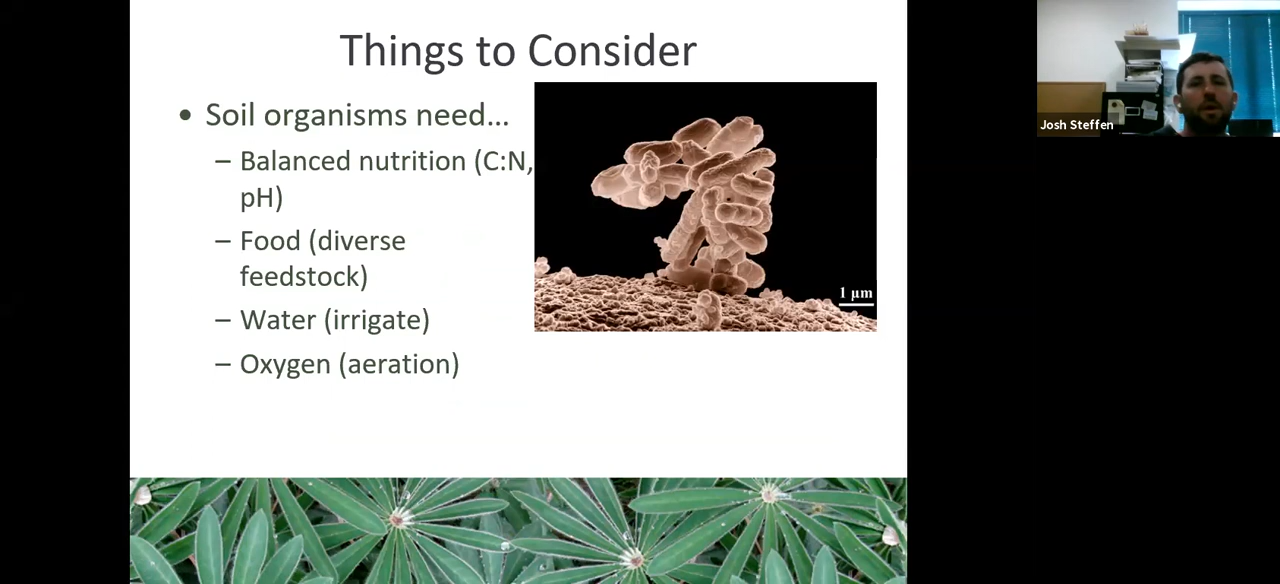 Things to Consider
• Soil organisms need…
– Balanced nutrition (C:N,
pH)
– Food (diverse
feedstock)
– Water (irrigate)
– Oxygen (aeration)
1 µm
Josh Steffen